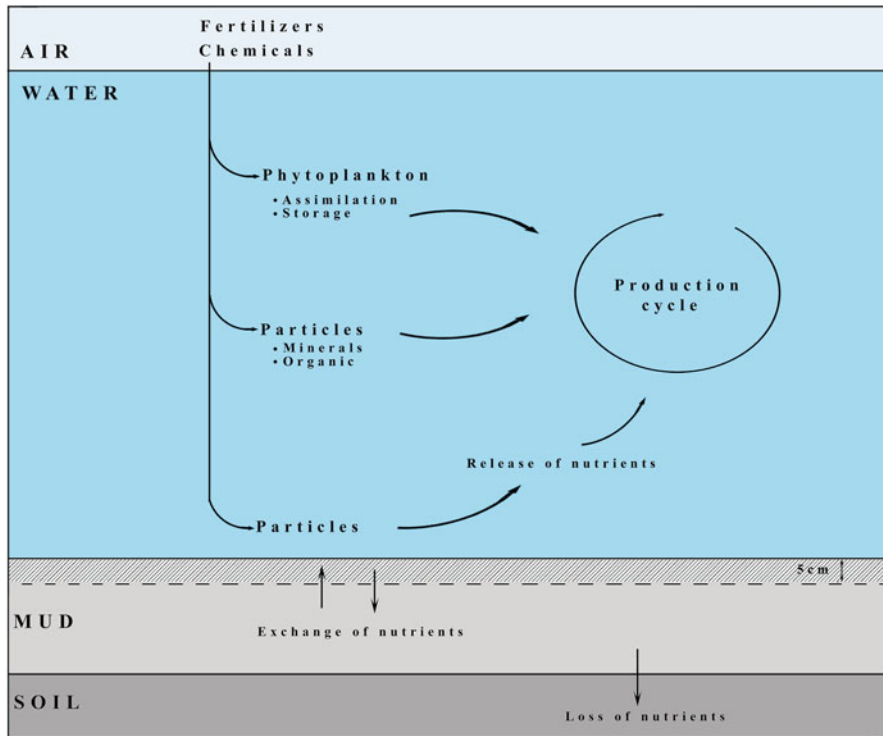 Fertilizers
Chemicals
AIR
WATER
Phytoplankton
• Assimilation
• Storage
Production
cycle
Particles
• Minerals
• Organic
Release of nutrients
Particles
5cm
MUD
Exchange of nutrients
SOIL
Loss of nutrients